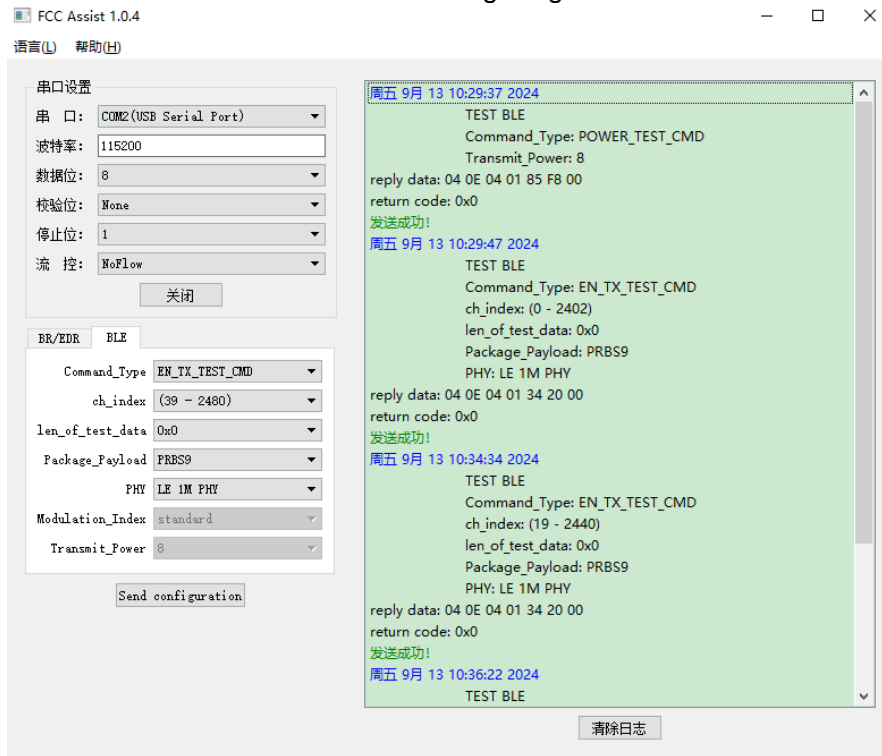 FCC Assist 1.0.4
语言(L) 帮助(H)
串口设置
串 口: COM2(USB Serial Port)
波特率: 115200
数据位: 8
校验位: None
停止位: 1
流 控: NoFlow
关闭
BR/EDR BLE
Command_Type EN_TX_TEST_CMD
ch_index (39 - 2480)
len_of_test_data 0x0
Package_Payload PRBS9
PHY LE 1M PHY
Modulation_Index standard
Transmit_Power 8
Send configuration
周五 9月 13 10:29:37 2024
TEST BLE
Command_Type: POWER_TEST_CMD
Transmit_Power: 8
reply data: 04 0E 04 01 85 F8 00
return code: 0x0
发送成功!
周五 9月 13 10:29:47 2024
TEST BLE
Command_Type: EN_TX_TEST_CMD
ch_index: (0 - 2402)
len_of_test_data: 0x0
Package_Payload: PRBS9
PHY: LE 1M PHY
reply data: 04 0E 04 01 34 20 00
return code: 0x0
发送成功!
周五 9月 13 10:34:34 2024
TEST BLE
Command_Type: EN_TX_TEST_CMD
ch_index: (19 - 2440)
len_of_test_data: 0x0
Package_Payload: PRBS9
PHY: LE 1M PHY
reply data: 04 0E 04 01 34 20 00
return code: 0x0
发送成功!
周五 9月 13 10:36:22 2024
TEST BLE
清除日志